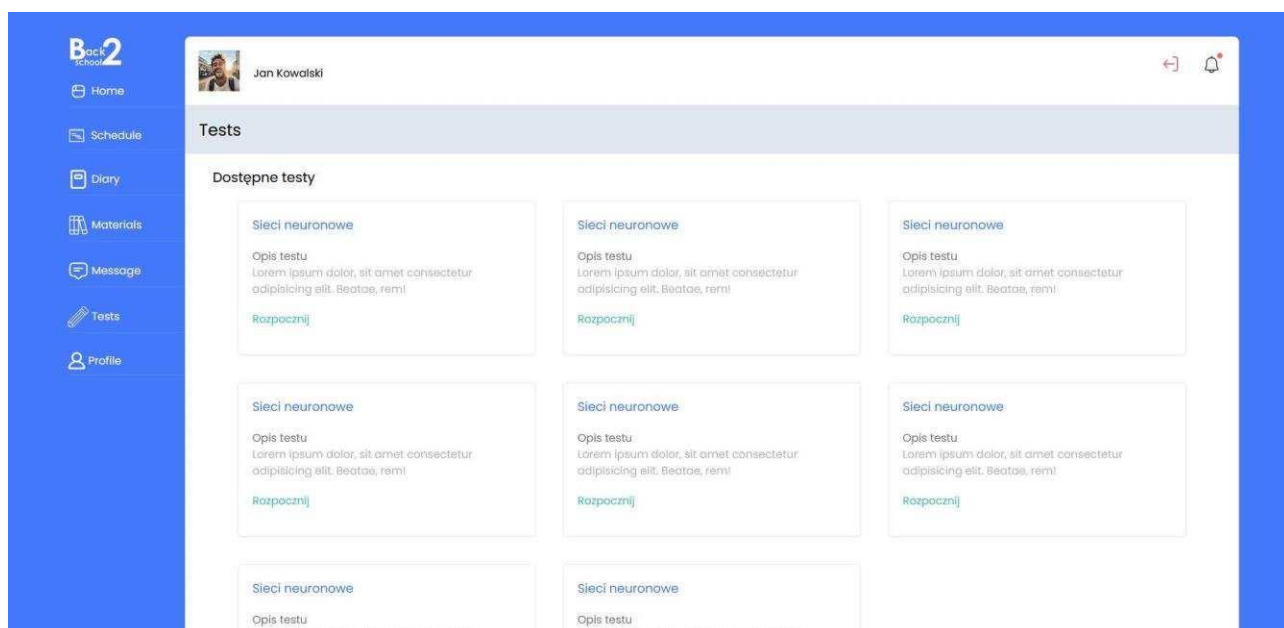 Back2
school
Home
Schedule
Diary
Materials
Message
Tests
Profile
Jan Kowalski
Tests
Dostępne testy
Sieci neuronowe
Opis testu
Lorem ipsum dolor, sit amet consectetur
adipisicing elit. Beatae, rem!
Rozpocznij
Sieci neuronowe
Opis testu
Lorem ipsum dolor, sit amet consectetur
adipisicing elit. Beatae, rem!
Rozpocznij
Sieci neuronowe
Opis testu
Lorem ipsum dolor, sit amet consectetur
adipisicing elit. Beatae, rem!
Rozpocznij
Sieci neuronowe
Opis testu
Lorem ipsum dolor, sit amet consectetur
adipisicing elit. Beatae, rem!
Rozpocznij
Sieci neuronowe
Opis testu
Lorem ipsum dolor, sit amet consectetur
adipisicing elit. Beatae, rem!
Rozpocznij
Sieci neuronowe
Opis testu
Lorem ipsum dolor, sit amet consectetur
adipisicing elit. Beatae, rem!
Rozpocznij
Sieci neuronowe
Opis testu
Sieci neuronowe
Opis testu